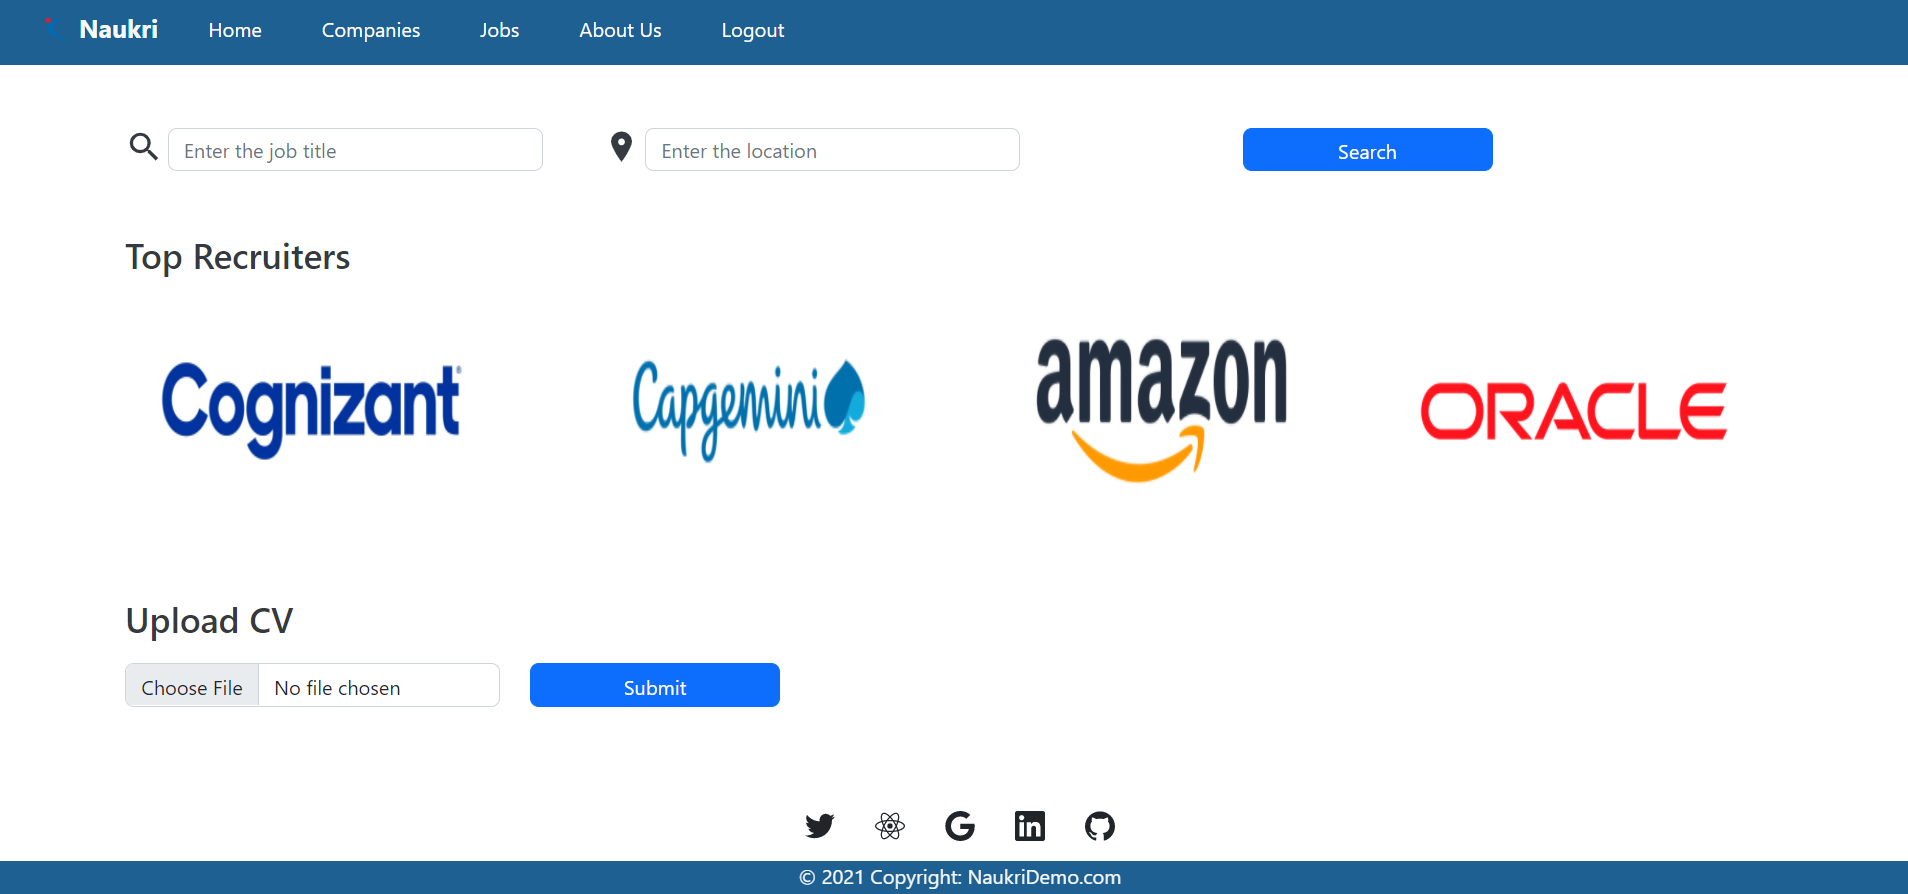 Naukri Home Companies Jobs About Us Logout
Enter the job title Enter the location Search
Top Recruiters
Cognizant Capgemini amazon ORACLE
Upload CV
Choose File No file chosen Submit
© 2021 Copyright: NaukriDemo.com